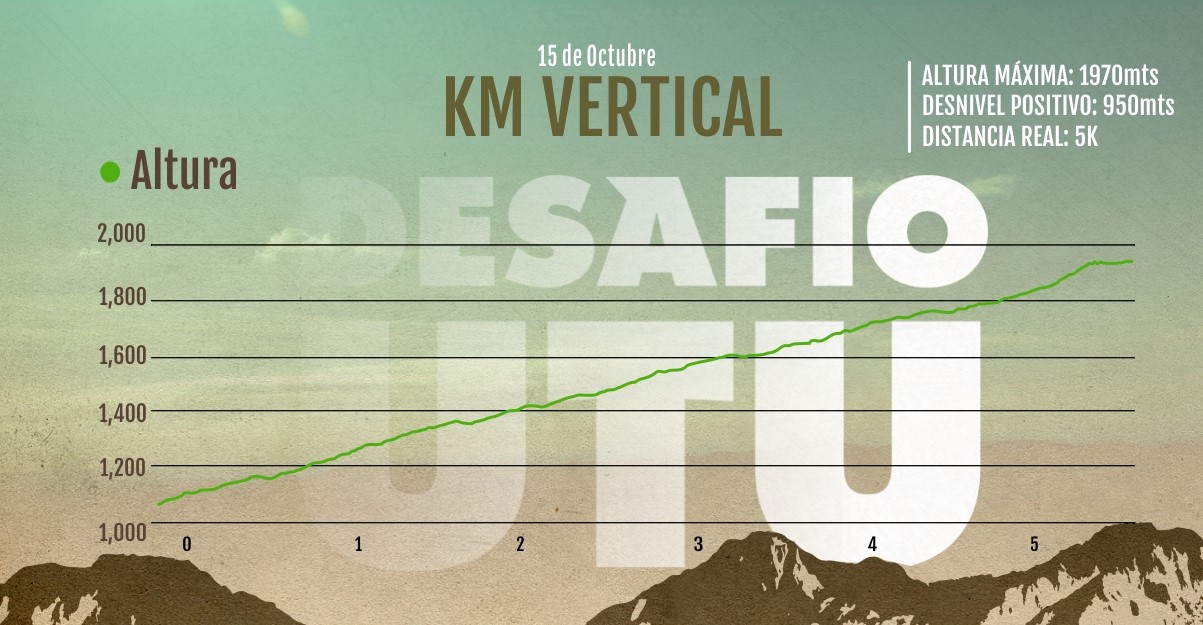 15 de Octubre
KM VERTICAL
ALTURA MÁXIMA: 1970mts
DESNIVEL POSITIVO: 950mts
DISTANCIA REAL: 5K
Altura
DESAFIO
UTU
2,000
1,800
1,600
1,400
1,200
1,000
0 1 2 3 4 5